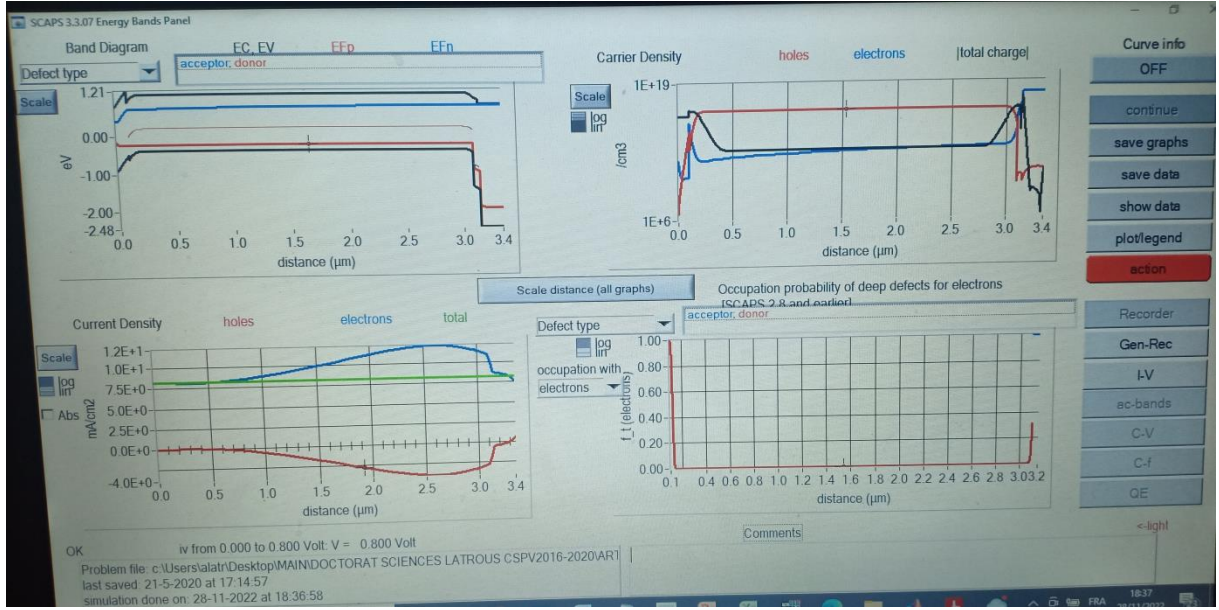 SCAPS 3.3.07 Energy Bands Panel
Band Diagram EC, EV EFp EFn
Defect type
acceptor; donor
Scale
1.21
0.00
-1.00
-2.00
-2.48
eV
0.0 0.5 1.0 1.5 2.0 2.5 3.0 3.4
distance (µm)
Carrier Density holes electrons |total charge|
Scale
log
lin
1E+19
1E+6
/cm3
0.0 0.5 1.0 1.5 2.0 2.5 3.0 3.4
distance (µm)
Curve info
OFF
continue
save graphs
save data
show data
plot/legend
action
Recorder
Gen-Rec
I-V
ac-bands
C-V
C-f
QE
<-light
Scale distance (all graphs)
Current Density holes electrons total
Scale
log
lin
Abs
1.2E+1
1.0E+1
7.5E+0
5.0E+0
2.5E+0
0.0E+0
-4.0E+0
mA/cm2
0.0 0.5 1.0 1.5 2.0 2.5 3.0 3.4
distance (µm)
Occupation probability of deep defects for electrons
[SCAPS 2.8 and earlier]
Defect type
acceptor; donor
log
lin
occupation with
electrons
1.00
0.80
0.60
0.40
0.20
0.00
f_t (electrons)
0.1 0.4 0.6 0.8 1.0 1.2 1.4 1.6 1.8 2.0 2.2 2.4 2.6 2.8 3.03.2
distance (µm)
Comments
OK iv from 0.000 to 0.800 Volt: V = 0.800 Volt
Problem file: c:\Users\alatr\Desktop\MAIN\DOCTORAT SCIENCES LATROUS CSPV2016-2020\ART
last saved: 21-5-2020 at 17:14:57
simulation done on: 28-11-2022 at 18:36:58
FRA
18:37
28/11/2022